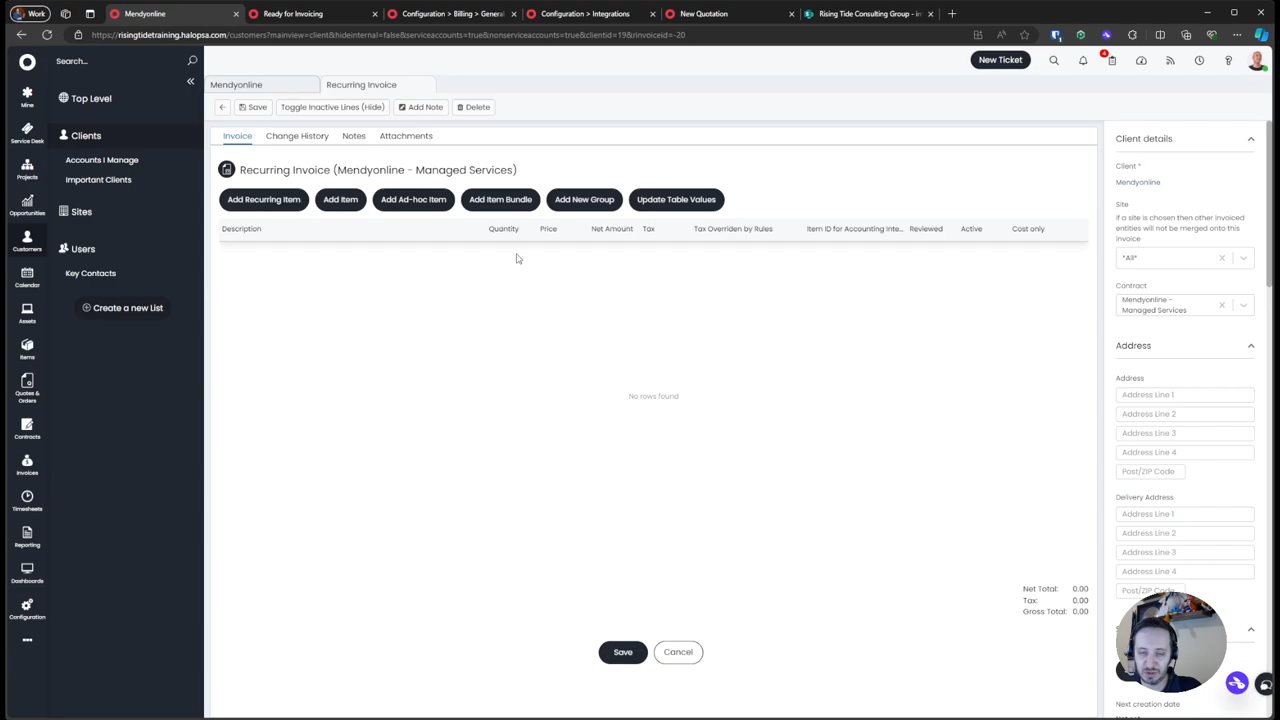 Work
Mendyonline
Ready for Invoicing
Configuration > Billing > General
Configuration > Integrations
New Quotation
Rising Tide Consulting Group - in
https://risingtidetraining.halopsa.com/customers?mainview=client&hideinternal=false&serviceaccounts=true&nonserviceaccounts=true&clientid=19&rinvoiceid=-20
Search...
New Ticket
4
Mine
Service Desk
Projects
Opportunities
Customers
Calendar
Assets
Items
Quotes & Orders
Contracts
Invoices
Timesheets
Reporting
Dashboards
Configuration
Top Level
Clients
Accounts I Manage
Important Clients
Sites
Users
Key Contacts
Create a new List
Mendyonline
Recurring Invoice
Save
Toggle Inactive Lines (Hide)
Add Note
Delete
Invoice
Change History
Notes
Attachments
Recurring Invoice (Mendyonline - Managed Services)
Add Recurring Item
Add Item
Add Ad-hoc Item
Add Item Bundle
Add New Group
Update Table Values
Description
Quantity
Price
Net Amount
Tax
Tax Overriden by Rules
Item ID for Accounting Inte...
Reviewed
Active
Cost only
No rows found
Net Total: 0.00
Tax: 0.00
Gross Total: 0.00
Save
Cancel
Client details
Client *
Mendyonline
Site
If a site is chosen then other invoiced
entities will not be merged onto this
invoice
*All*
Contract
Mendyonline -
Managed Services
Address
Address
Address Line 1
Address Line 2
Address Line 3
Address Line 4
Post/ZIP Code
Delivery Address
Address Line 1
Address Line 2
Address Line 3
Address Line 4
Post/ZIP Code
Next creation date